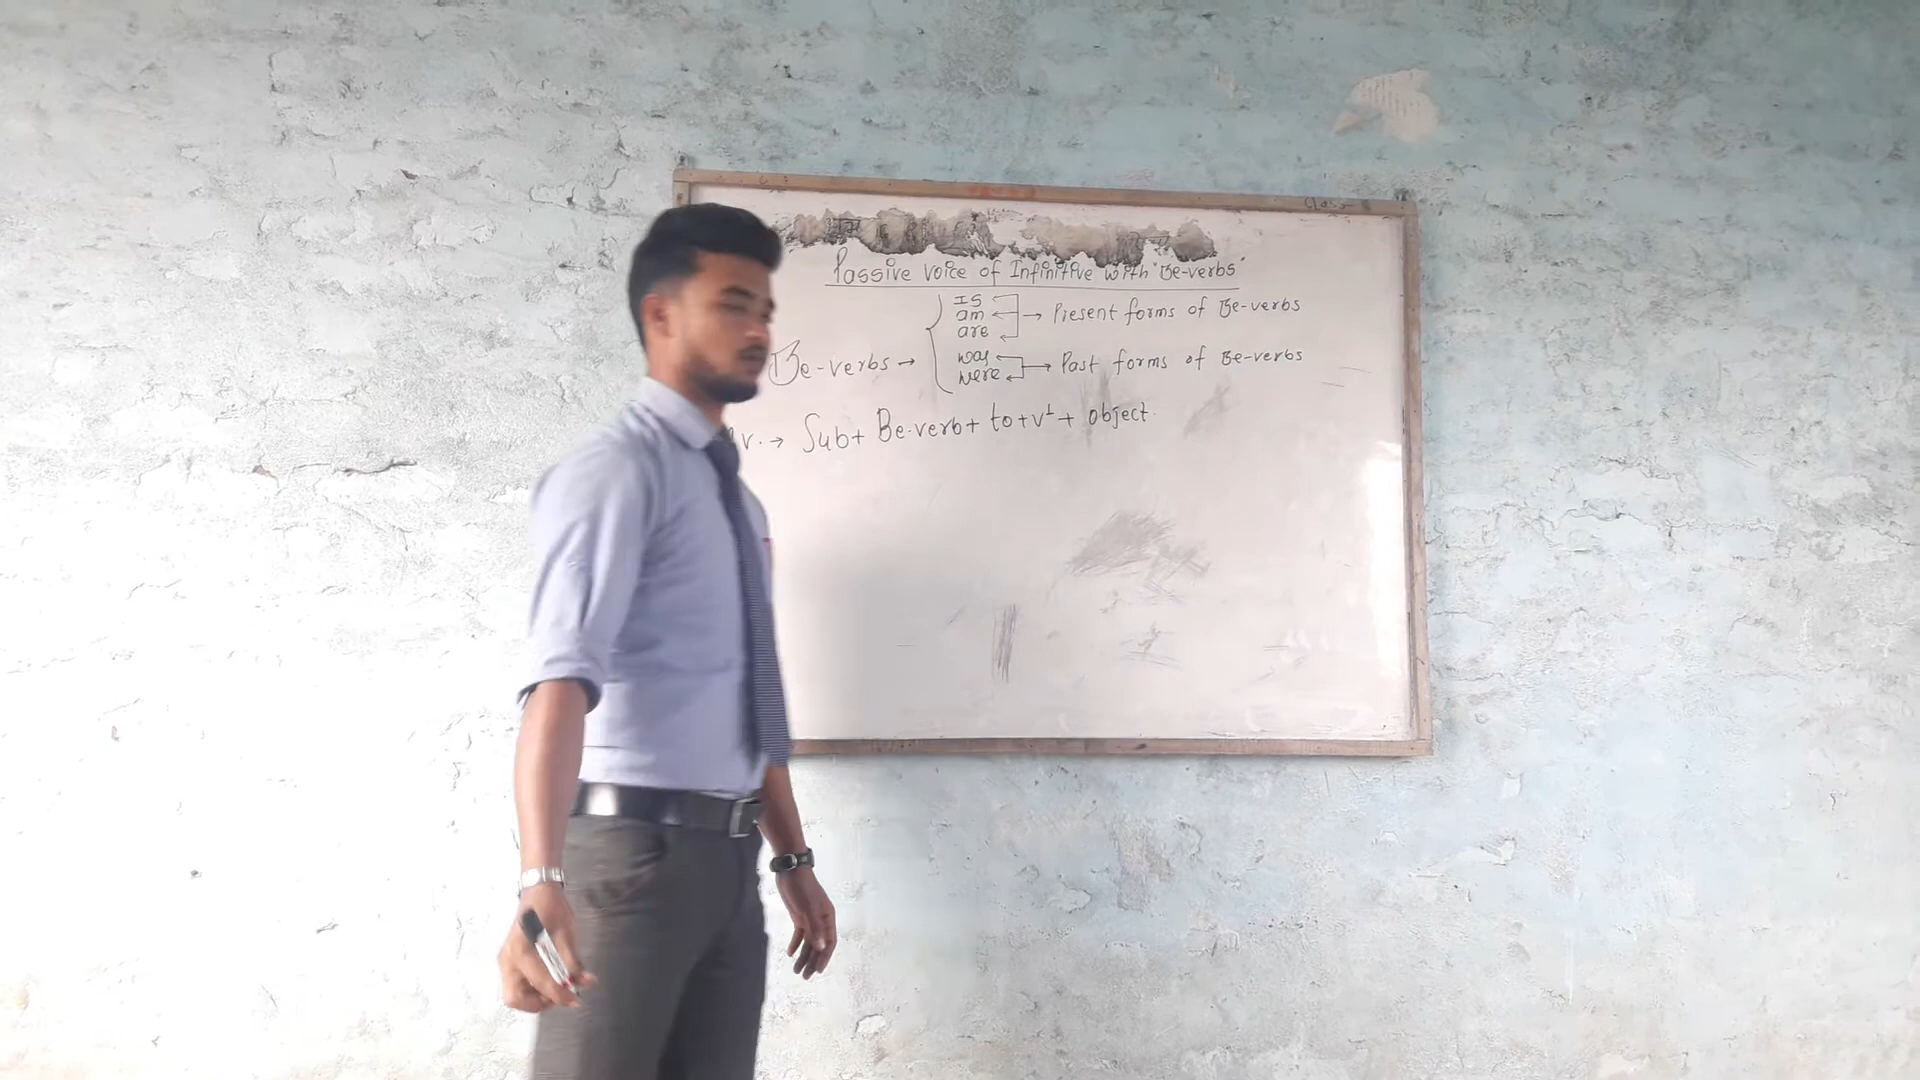 Class-
Passive Voice of Infinitive with "Be-verbs"
Is
am → Present forms of Be-verbs
are
Be-verbs →
was → Past forms of Be-verbs
were
v. → Sub+ Be-verb+ to+v¹+ object.